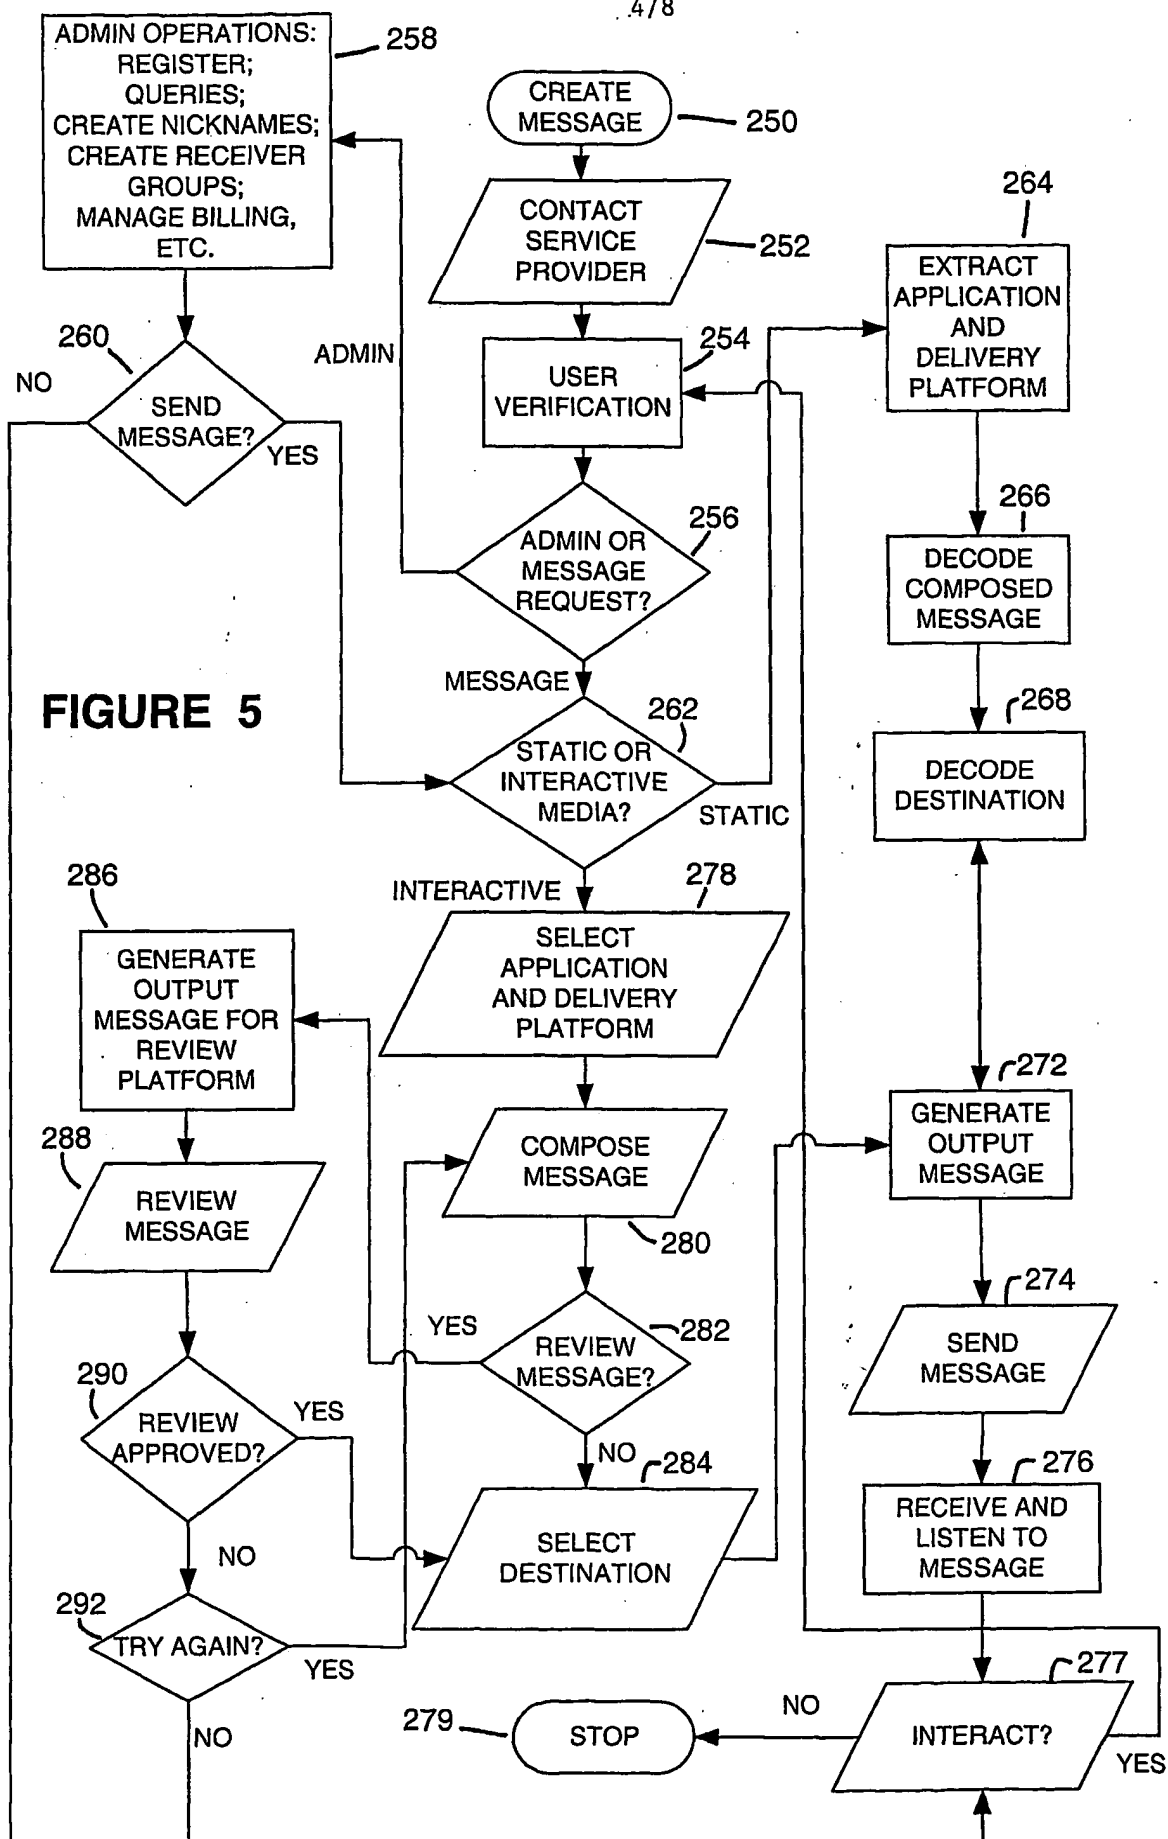 4/8
ADMIN OPERATIONS:
REGISTER;
QUERIES;
CREATE NICKNAMES;
CREATE RECEIVER
GROUPS;
MANAGE BILLING,
ETC.
258
CREATE
MESSAGE
250
CONTACT
SERVICE
PROVIDER
252
264
EXTRACT
APPLICATION
AND
DELIVERY
PLATFORM
260
NO
SEND
MESSAGE?
YES
ADMIN
254
USER
VERIFICATION
256
ADMIN OR
MESSAGE
REQUEST?
266
DECODE
COMPOSED
MESSAGE
MESSAGE
FIGURE 5
262
STATIC OR
INTERACTIVE
MEDIA?
STATIC
268
DECODE
DESTINATION
INTERACTIVE
278
SELECT
APPLICATION
AND DELIVERY
PLATFORM
286
GENERATE
OUTPUT
MESSAGE FOR
REVIEW
PLATFORM
272
GENERATE
OUTPUT
MESSAGE
288
REVIEW
MESSAGE
COMPOSE
MESSAGE
280
274
SEND
MESSAGE
YES
282
REVIEW
MESSAGE?
NO
290
REVIEW
APPROVED?
YES
NO
284
SELECT
DESTINATION
276
RECEIVE AND
LISTEN TO
MESSAGE
292
TRY AGAIN?
YES
NO
279
STOP
NO
277
INTERACT?
YES